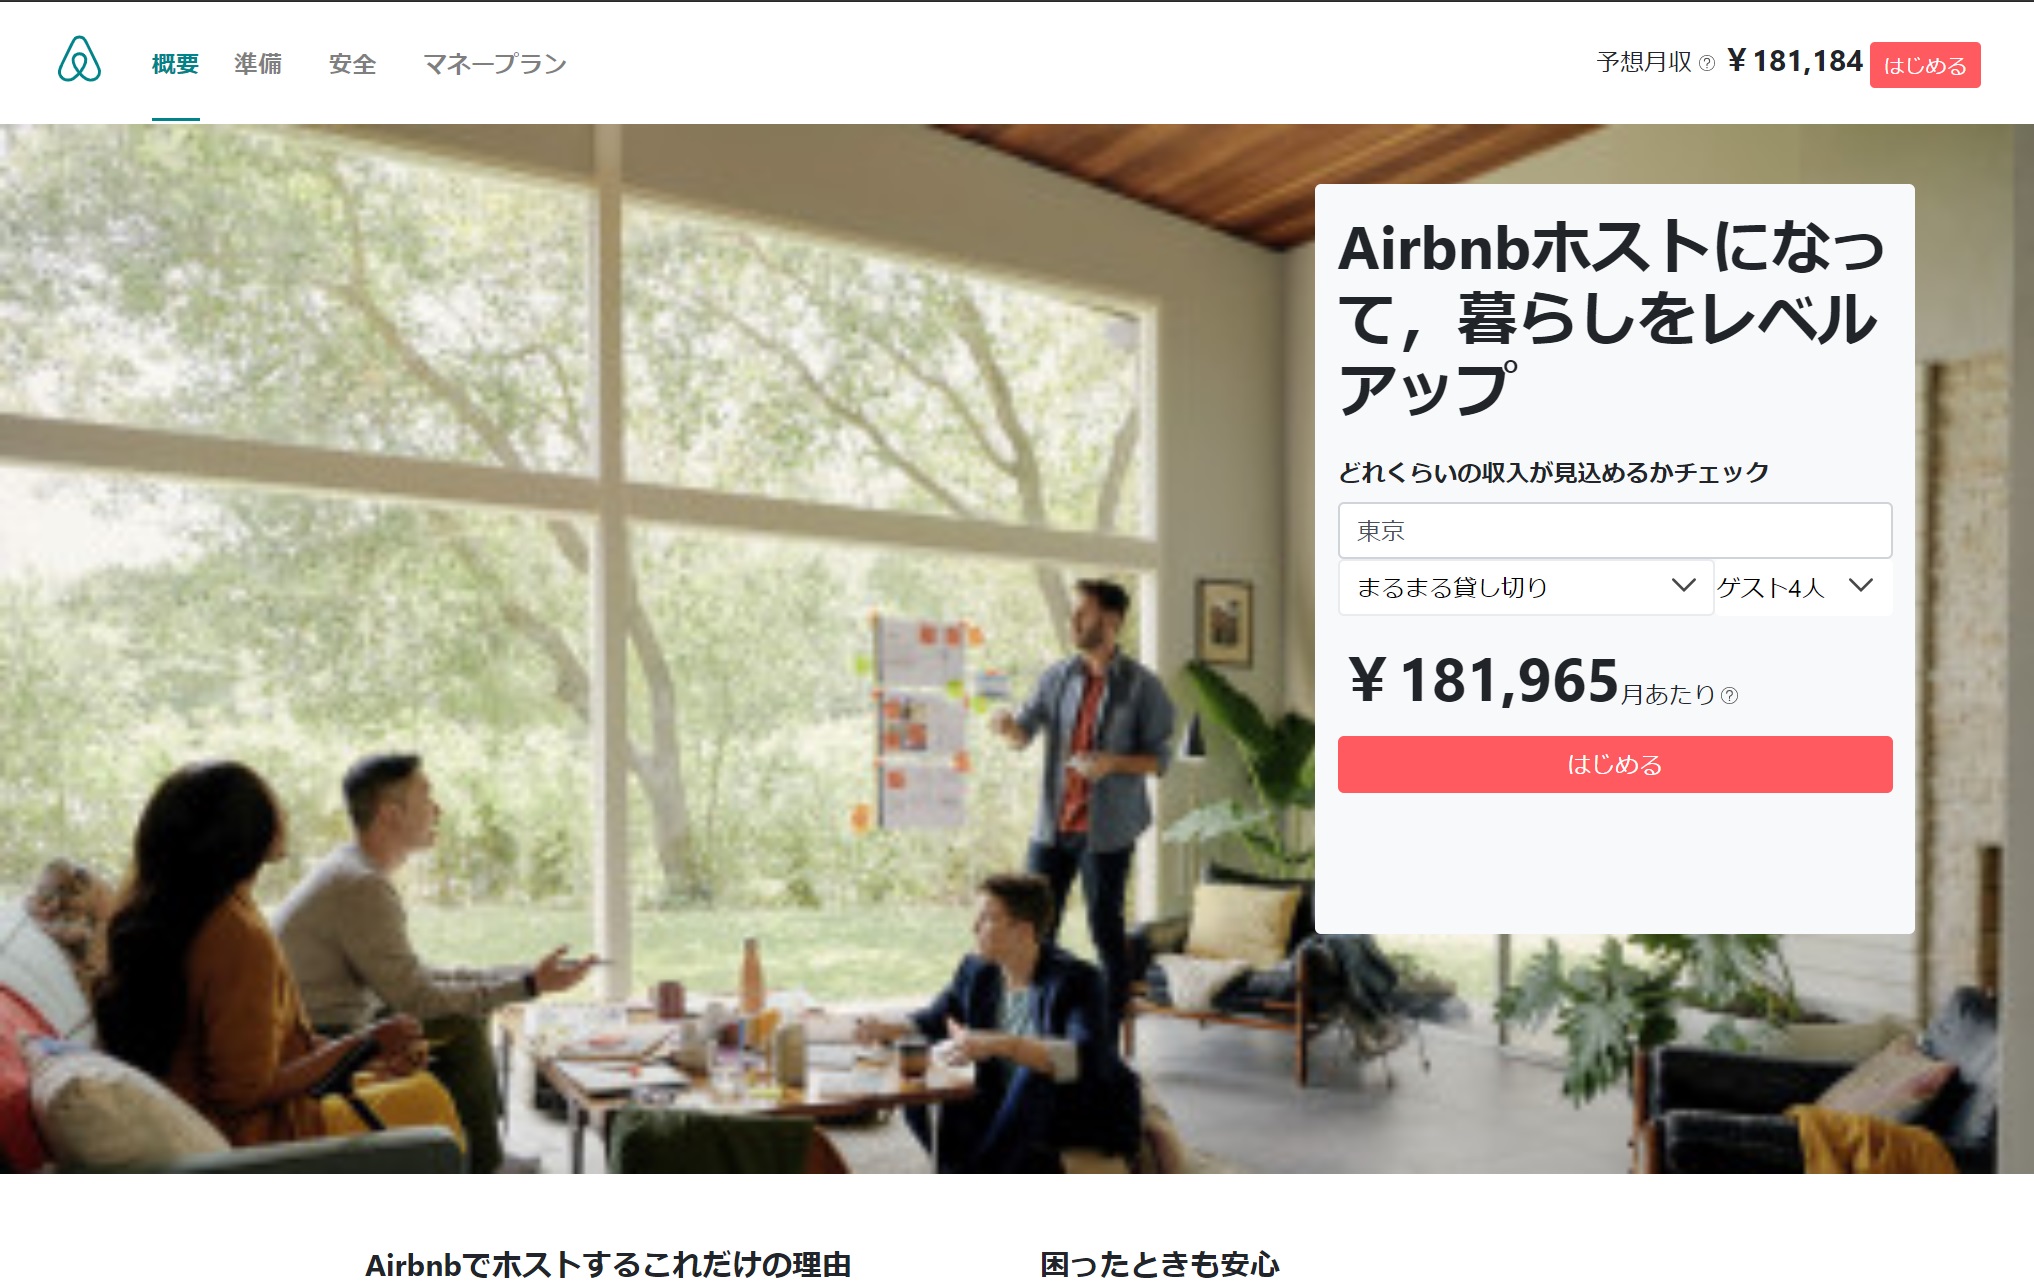 概要 準備 安全 マネープラン 予想月収 ¥181,184 はじめる
Airbnbホストになっ
て，暮らしをレベル
アップ
どれくらいの収入が見込めるかチェック
東京
まるまる貸し切り ゲスト4人
¥181,965月あたり
はじめる
Airbnbでホストするこれだけの理由 困ったときも安心